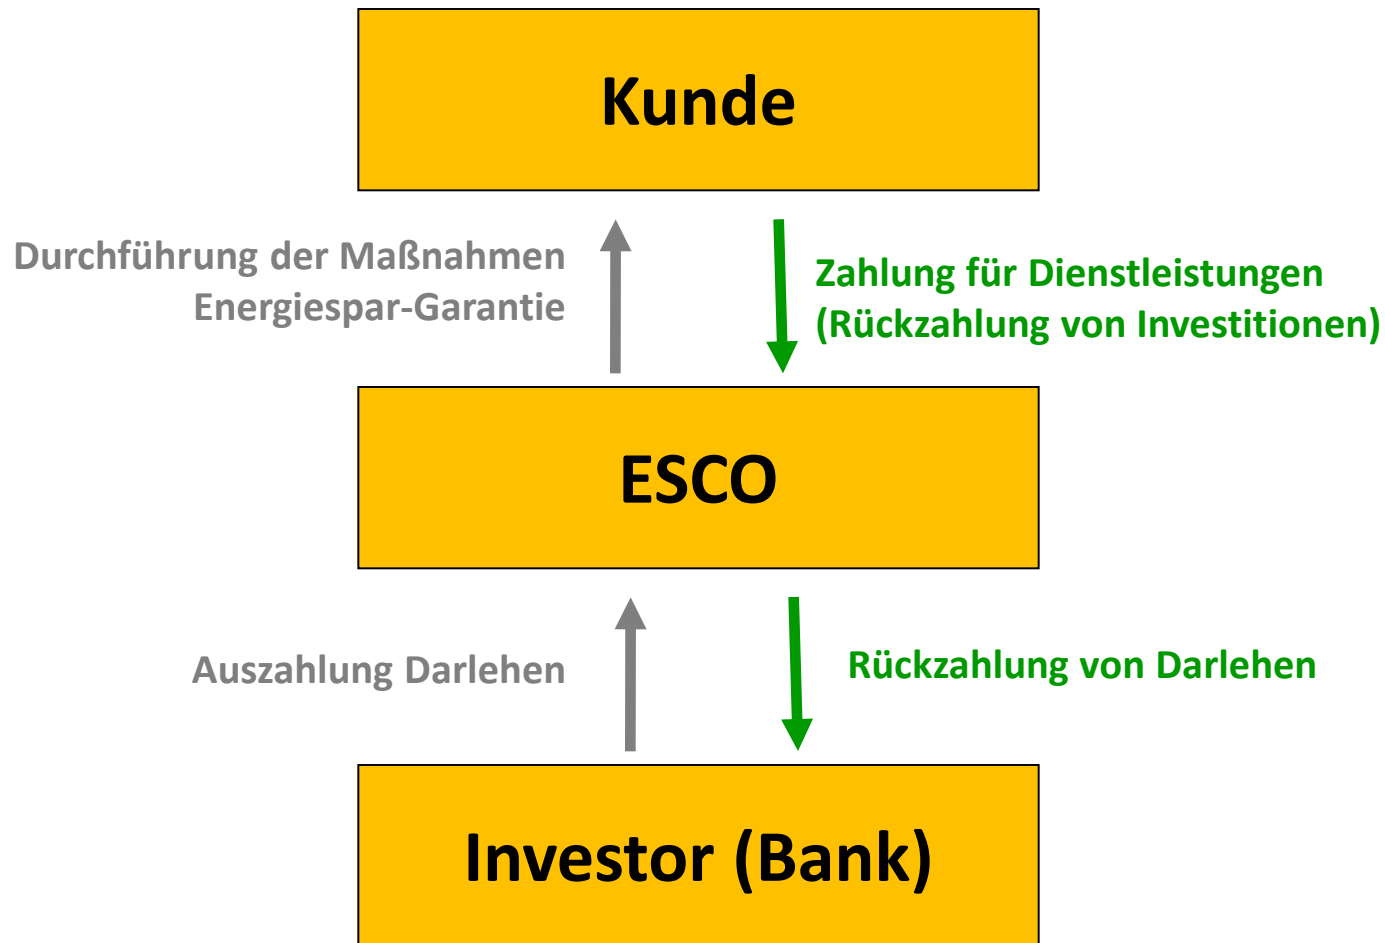 Kunde
Durchführung der Maßnahmen
Energiespar-Garantie
Zahlung für Dienstleistungen
(Rückzahlung von Investitionen)
ESCO
Auszahlung Darlehen
Rückzahlung von Darlehen
Investor (Bank)